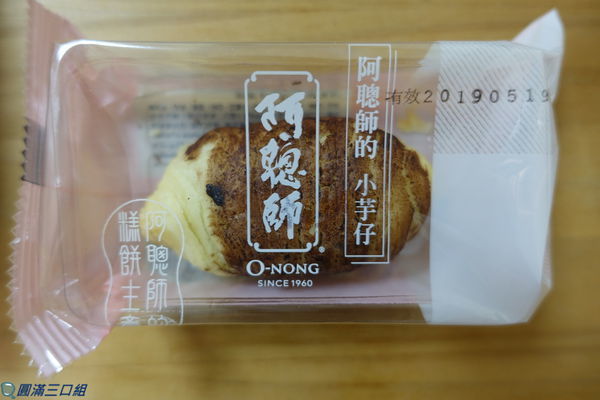 阿聰師
O-NONG
SINCE 1960
阿聰師的 小芋仔
有效20190519
阿聰師的
糕餅主
圓滿三口組